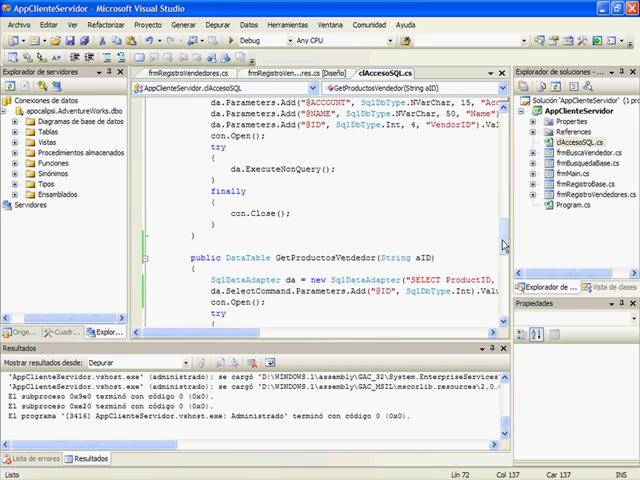 AppClienteServidor - Microsoft Visual Studio
Archivo Editar Ver Refactorizar Proyecto Generar Depurar Datos Herramientas Ventana Comunidad Ayuda
Debug Any CPU
Explorador de servidores
Conexiones de datos
apocalipsi.AdventureWorks.dbo
Diagramas de base de datos
Tablas
Vistas
Procedimientos almacenados
Funciones
Sinónimos
Tipos
Ensamblados
Servidores
Oríge... Cuadr... Explor...
frmRegistroVendedores.cs frmRegistroVen...res.cs [Diseño] clAccesoSQL.cs
AppClienteServidor.clAccesoSQL GetProductosVendedor(String aID)
da.Parameters.Add("@ACCOUNT", SqlDbType.NVarChar, 15, "Acc
da.Parameters.Add("@NAME", SqlDbType.NVarChar, 50, "Name")
da.Parameters.Add("@ID", SqlDbType.Int, 4, "VendorID").Val
con.Open();
try
{
da.ExecuteNonQuery();
}
finally
{
con.Close();
}
}
public DataTable GetProductosVendedor(String aID)
{
SqlDataAdapter da = new SqlDataAdapter("SELECT ProductID,
da.SelectCommand.Parameters.Add("@ID", SqlDbType.Int).Valu
con.Open();
try
{
Explorador de soluciones - ...
Solución 'AppClienteServidor' (1 proy
AppClienteServidor
Properties
References
clAccesoSQL.cs
frmBuscaVendedor.cs
frmBusquedaBase.cs
frmMain.cs
frmRegistroBase.cs
frmRegistroVendedores.cs
Program.cs
Explorador de ... Vista de clases
Propiedades
Resultados
Mostrar resultados desde: Depurar
'AppClienteServidor.vshost.exe' (administrado): se cargó 'D:\WINDOWS.1\assembly\GAC_32\System.EnterpriseServices
'AppClienteServidor.vshost.exe' (administrado): se cargó 'D:\WINDOWS.1\assembly\GAC_MSIL\mscorlib.resources\2.0.
El subproceso 0x9e0 terminó con código 0 (0x0).
El subproceso 0xe20 terminó con código 0 (0x0).
El programa '[3416] AppClienteServidor.vshost.exe: Administrado' terminó con código 0 (0x0).
Lista de errores Resultados
Listo Lín 72 Col 137 Car 137 INS